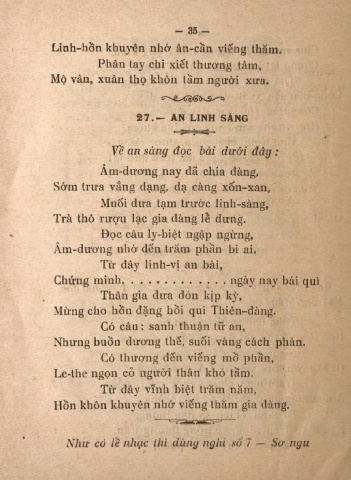 — 35 —
Linh-hồn khuyên nhớ ân-cần viếng thăm.
Phân tay chi xiết thương tâm,
Mộ vân, xuân thọ khôn tầm người xưa.
27.— AN LINH SÀNG
Về an sàng đọc bài dưới đây :
Âm-dương nay đã chia đàng,
Sớm trưa vắng dạng, dạ càng xốn-xan,
Muối dưa tạm trước linh-sàng,
Trà thô rượu lạc gia đàng lễ dưng.
Đọc câu ly-biệt ngập ngừng,
Âm-dương nhờ đến trăm phần bi ai,
Từ đây linh-vị an bài,
Chứng minh. . . . . . . . . . . . ngày nay bái quì
Thân gia đưa đón kịp kỳ,
Mừng cho hồn đặng hồi qui Thiên-đàng.
Có câu : sanh thuận tử an,
Nhưng buồn dương thế, suối vàng cách phân.
Có thương đến viếng mồ phần,
Le-the ngọn cỏ người thân khó tầm.
Từ đây vĩnh biệt trăm năm,
Hồn khôn khuyên nhớ viếng thăm gia đàng.
Như có lễ nhạc thì dùng nghi số 7 — Sơ ngu